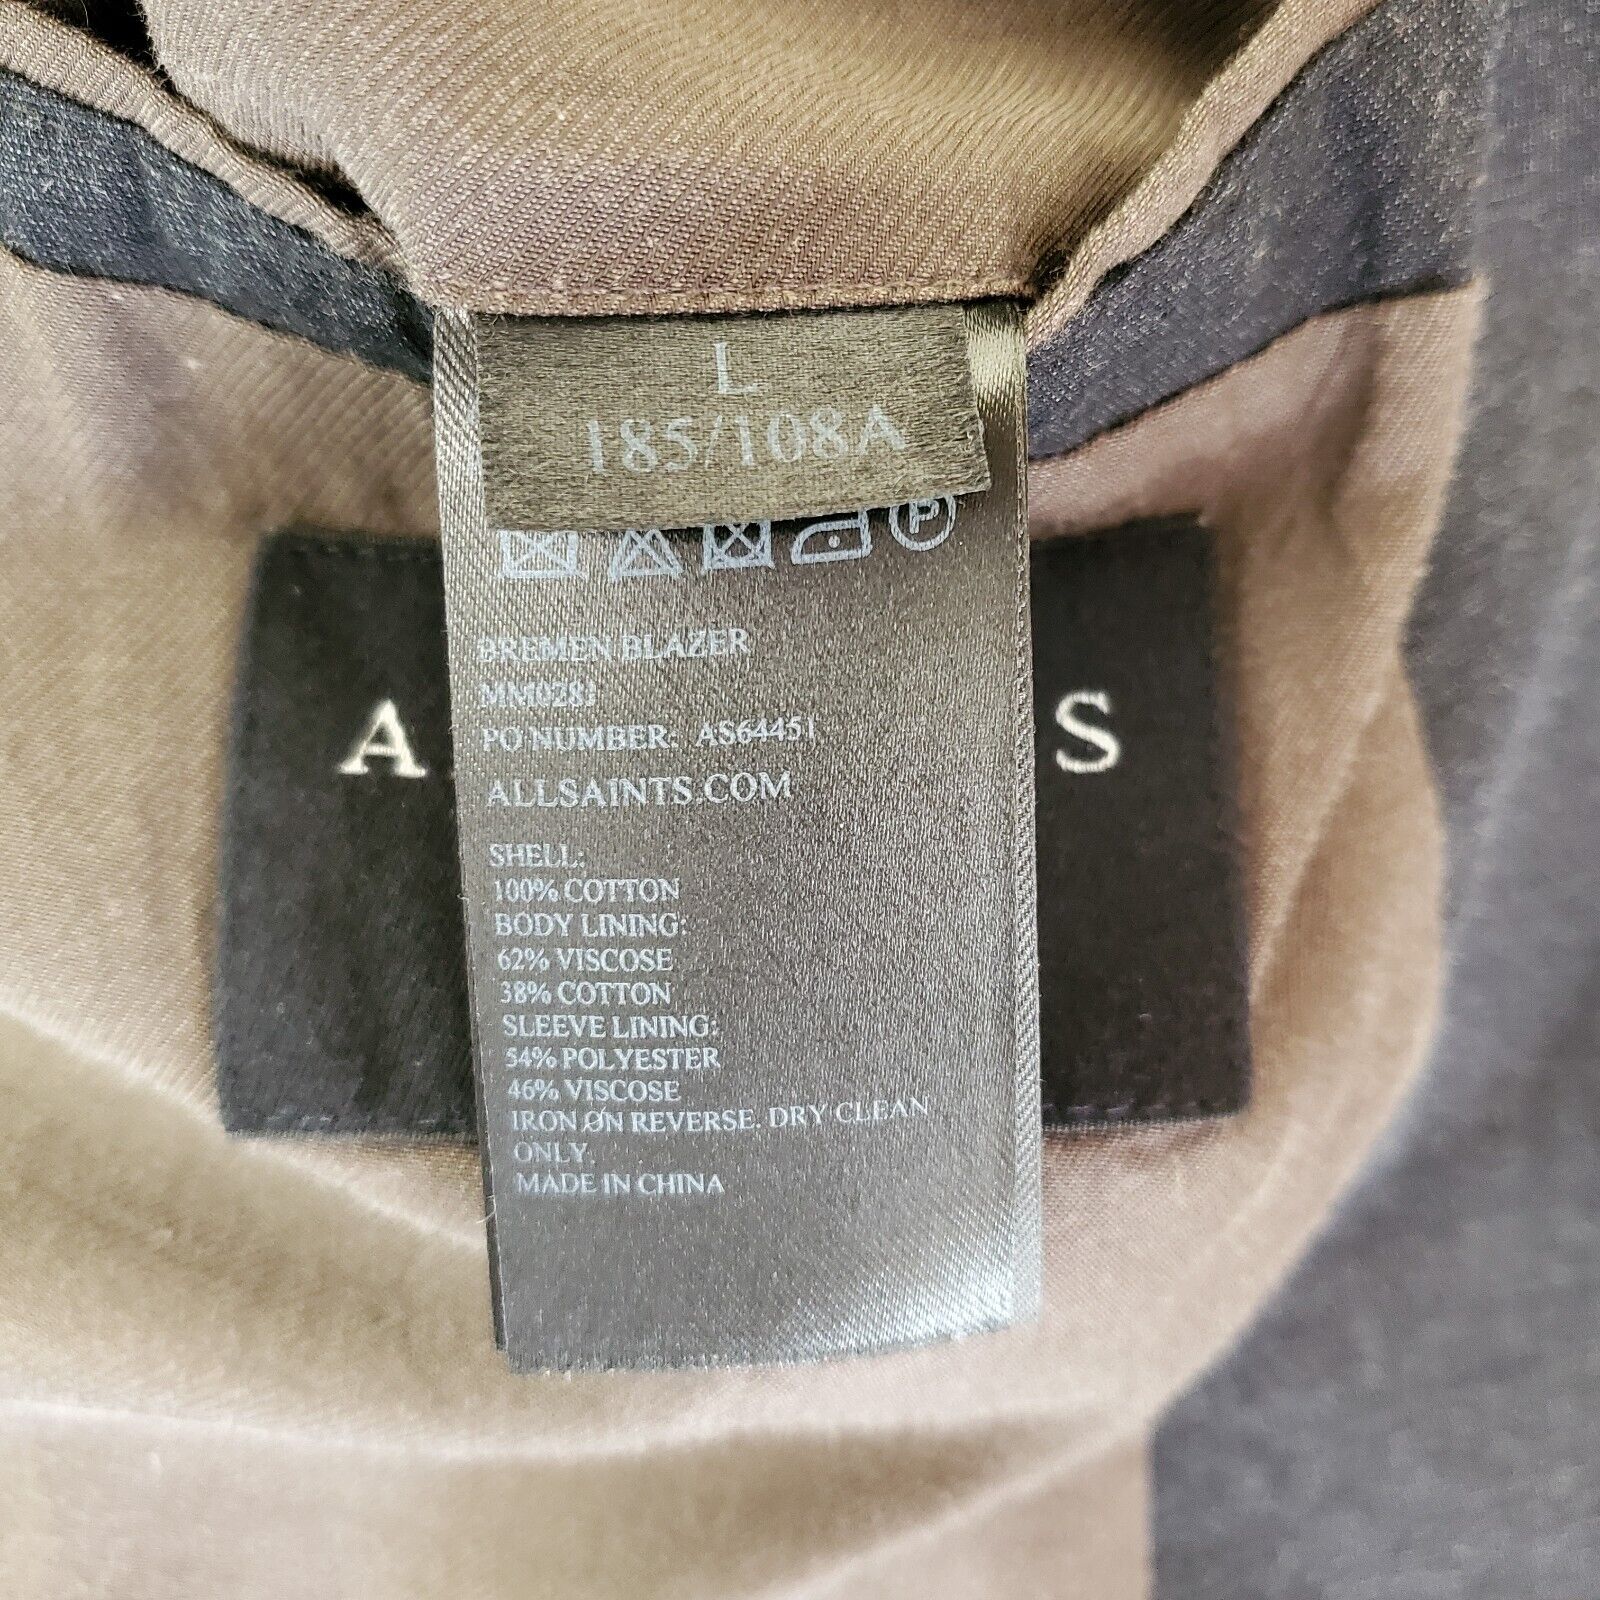 L
185/108A
P
BREMEN BLAZER
PO NUMBER: AS64451
ALLSAINTS.COM
A S
SHELL:
100% COTTON
BODY LINING:
62% VISCOSE
38% COTTON
SLEEVE LINING:
54% POLYESTER
46% VISCOSE
IRON ON REVERSE. DRY CLEAN
ONLY.
MADE IN CHINA